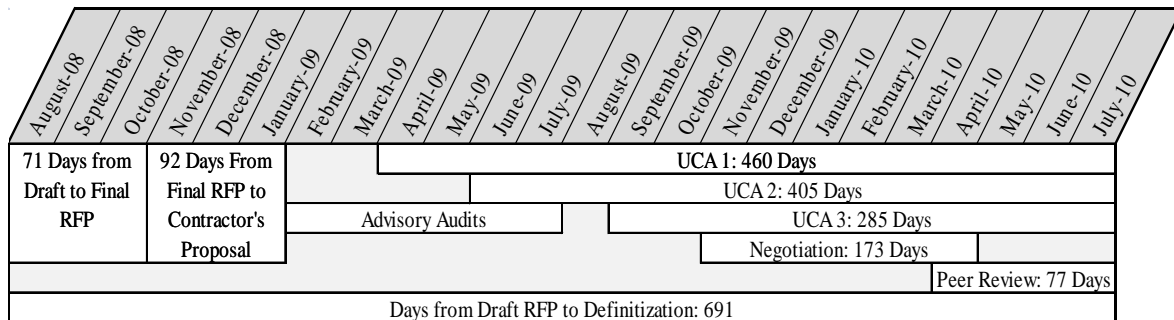 August-08
September-08
October-08
November-08
December-08
January-09
February-09
March-09
April-09
May-09
June-09
July-09
August-09
September-09
October-09
November-09
December-09
January-10
February-10
March-10
April-10
May-10
June-10
July-10
71 Days from
Draft to Final
RFP
92 Days From
Final RFP to
Contractor's
Proposal
UCA 1: 460 Days
UCA 2: 405 Days
Advisory Audits
UCA 3: 285 Days
Negotiation: 173 Days
Peer Review: 77 Days
Days from Draft RFP to Definitization: 691